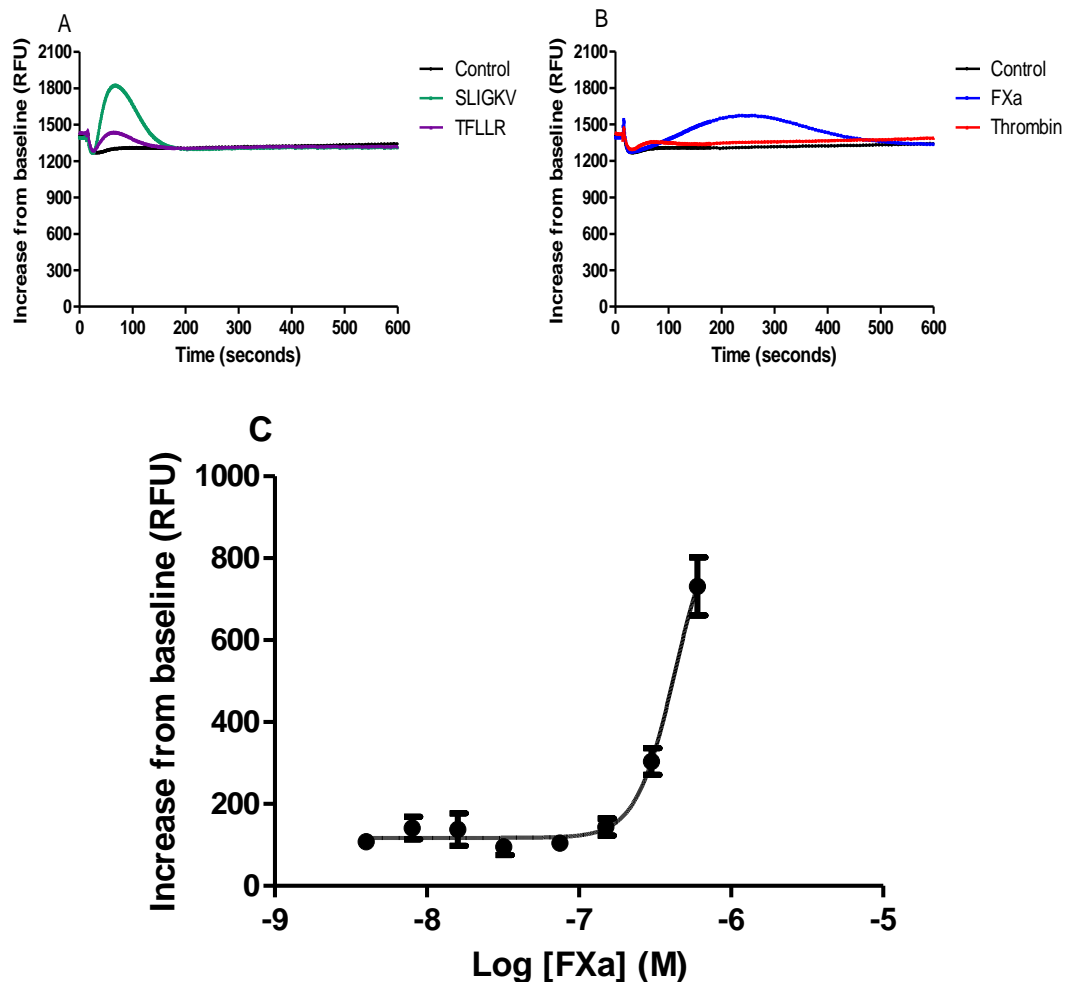 A
Increase from baseline (RFU)
2100
1800
1500
1200
900
600
300
0
0 100 200 300 400 500 600
Time (seconds)
Control
SLIGKV
TFLLR
B
Increase from baseline (RFU)
2100
1800
1500
1200
900
600
300
0
0 100 200 300 400 500 600
Time (seconds)
Control
FXa
Thrombin
C
Increase from baseline (RFU)
1000
800
600
400
200
0
-9 -8 -7 -6 -5
Log [FXa] (M)